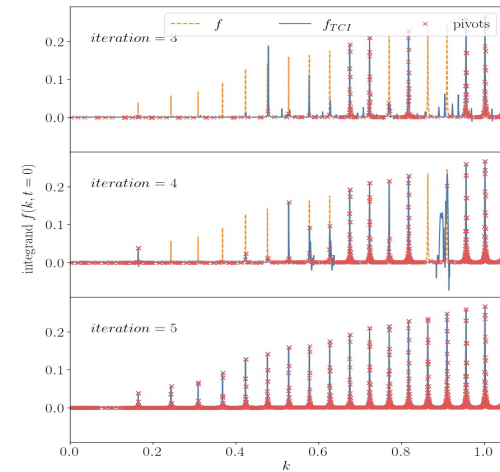 f f_{TCI} pivots
iteration = 3
0.2
0.1
0.0
iteration = 4
0.2
0.1
0.0
integrand f(k, t = 0)
iteration = 5
0.2
0.1
0.0
0.0 0.2 0.4 0.6 0.8 1.0
k